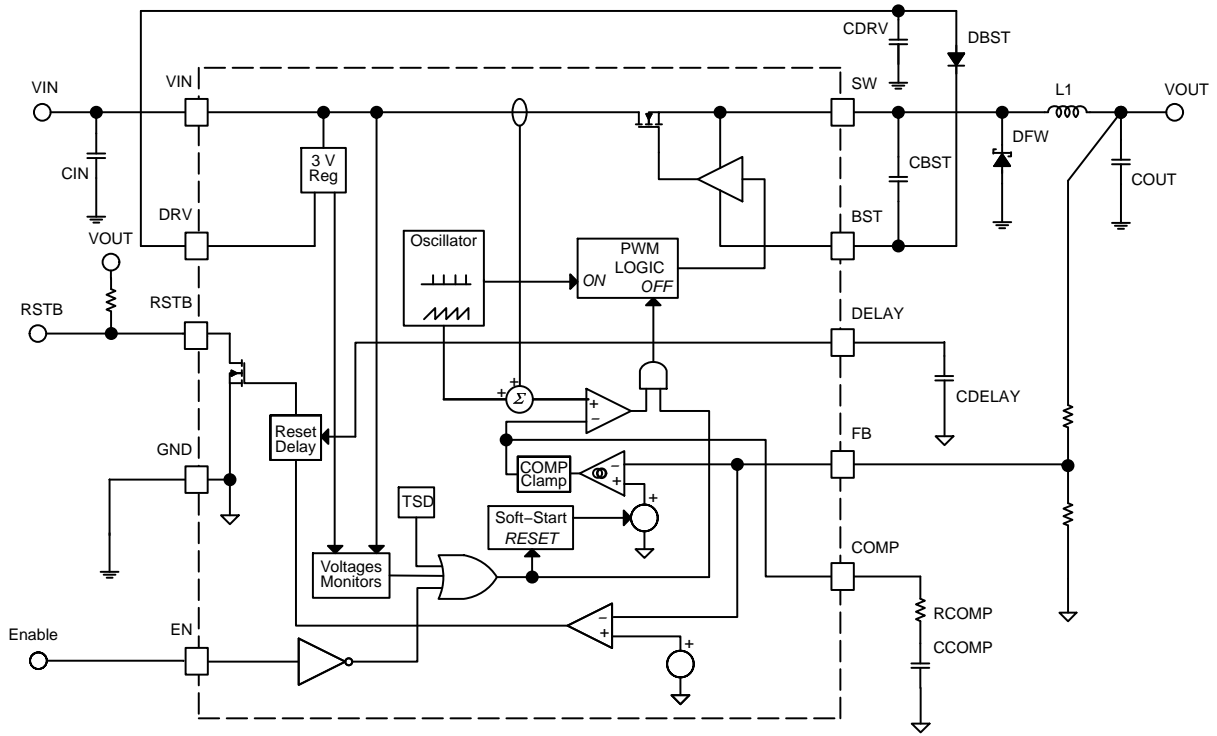 CDRV
DBST
VIN
VIN
SW
L1
VOUT
DFW
3 V
Reg
CIN
CBST
COUT
DRV
BST
VOUT
Oscillator
PWM
LOGIC
ON
OFF
RSTB
RSTB
DELAY
+
+
Σ
+
−
CDELAY
Reset
Delay
FB
GND
COMP
Clamp
−
+
+
TSD
Soft−Start
RESET
COMP
Voltages
Monitors
RCOMP
Enable
EN
−
+
+
CCOMP